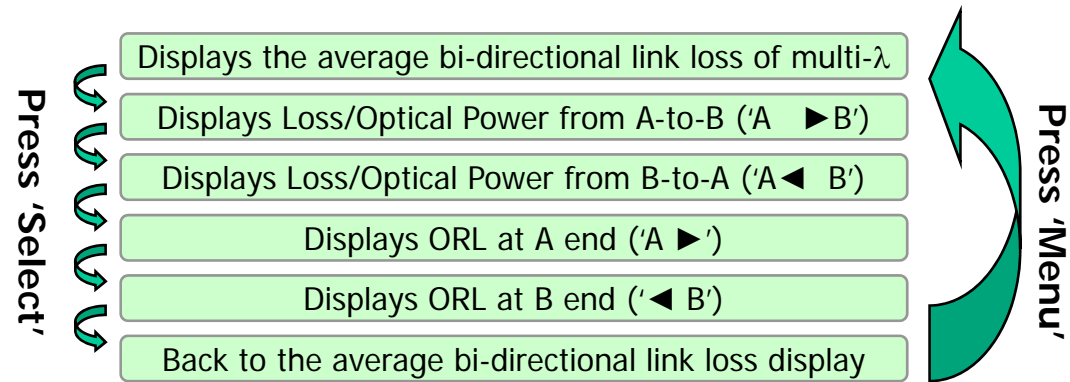 Press 'Select'
Displays the average bi-directional link loss of multi-λ
Displays Loss/Optical Power from A-to-B ('A ►B')
Displays Loss/Optical Power from B-to-A ('A◄ B')
Displays ORL at A end ('A ►')
Displays ORL at B end ('◄ B')
Back to the average bi-directional link loss display
Press 'Menu'